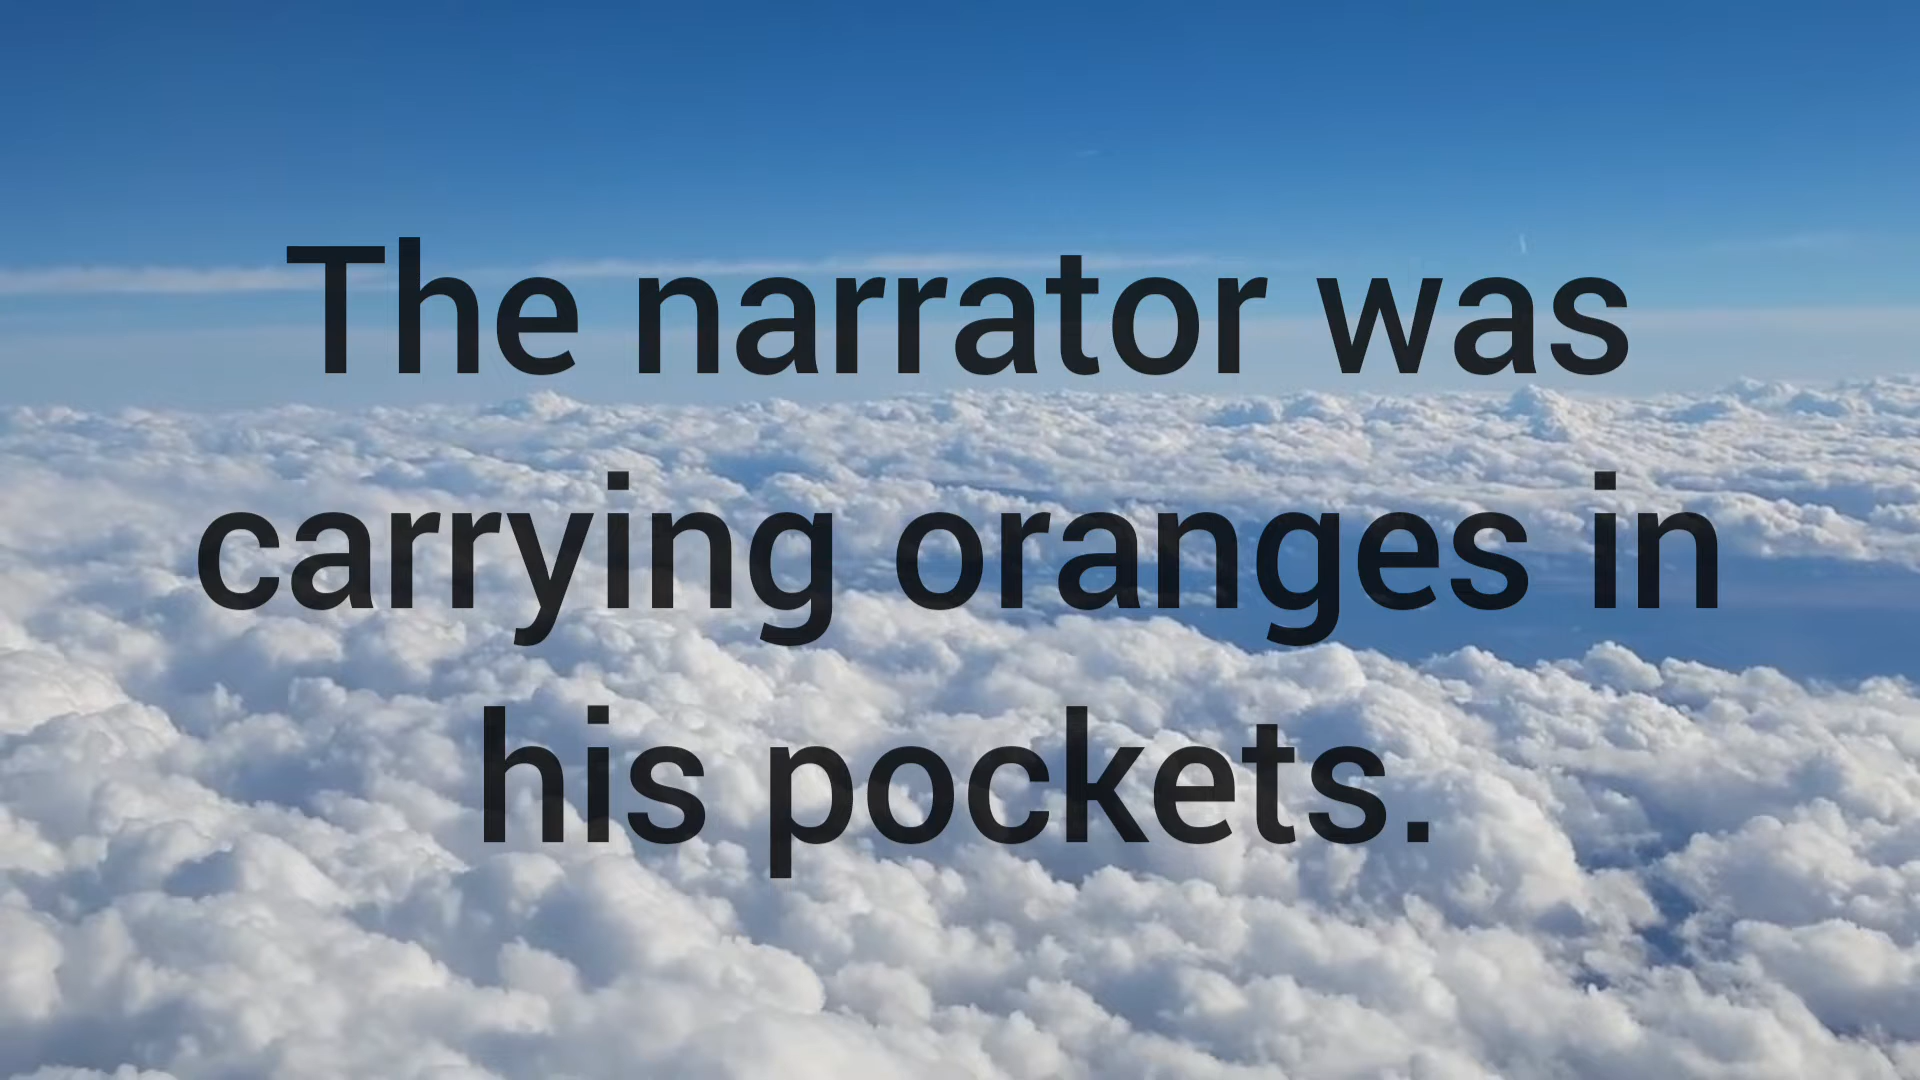 The narrator was
carrying oranges in
his pockets.